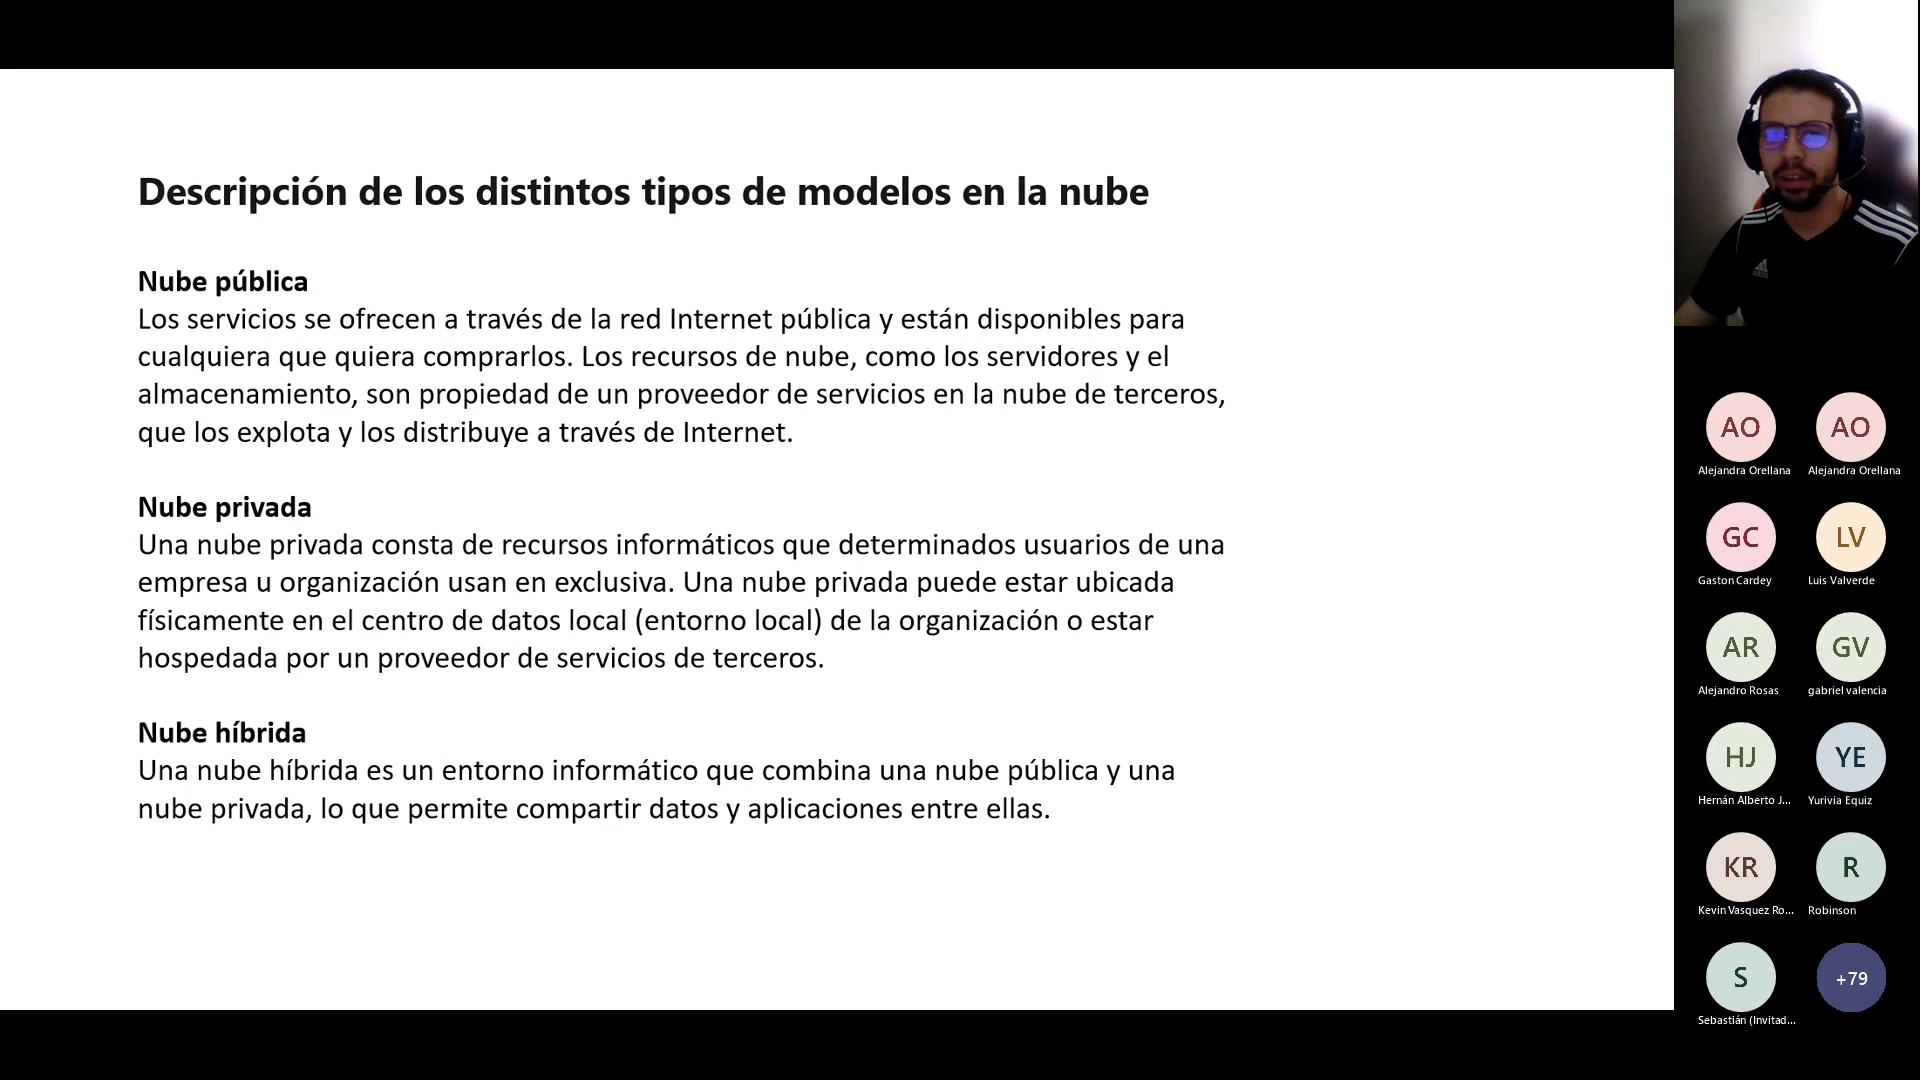 Descripción de los distintos tipos de modelos en la nube
Nube pública
Los servicios se ofrecen a través de la red Internet pública y están disponibles para
cualquiera que quiera comprarlos. Los recursos de nube, como los servidores y el
almacenamiento, son propiedad de un proveedor de servicios en la nube de terceros,
que los explota y los distribuye a través de Internet.
Nube privada
Una nube privada consta de recursos informáticos que determinados usuarios de una
empresa u organización usan en exclusiva. Una nube privada puede estar ubicada
físicamente en el centro de datos local (entorno local) de la organización o estar
hospedada por un proveedor de servicios de terceros.
Nube híbrida
Una nube híbrida es un entorno informático que combina una nube pública y una
nube privada, lo que permite compartir datos y aplicaciones entre ellas.
AO AO
Alejandra Orellana Alejandra Orellana
GC LV
Gaston Cardey Luis Valverde
AR GV
Alejandro Rosas gabriel valencia
HJ YE
Hernán Alberto J... Yurivia Equiz
KR R
Kevin Vasquez Ro... Robinson
S +79
Sebastián (Invitad...